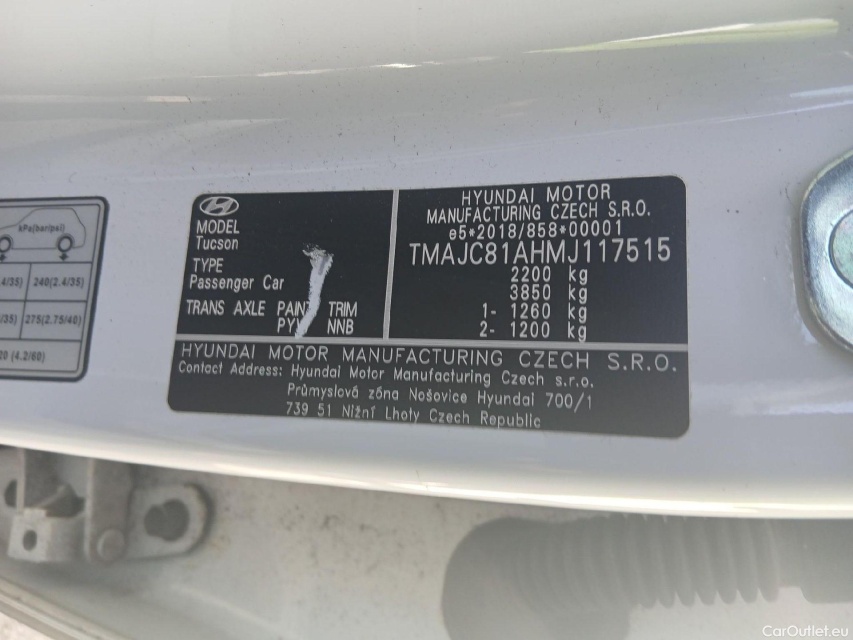 kPa(bar/psi)
240(2.4/35)
275(2.75/40)
(4.2/60)
MODEL
Tucson
TYPE
Passenger Car
TRANS AXLE PAINT TRIM
NNB
HYUNDAI MOTOR
MANUFACTURING CZECH S.R.O.
e5*2018/858*00001
TMAJC81AHMJ117515
2200 kg
3850 kg
1- 1260 kg
2- 1200 kg
HYUNDAI MOTOR MANUFACTURING CZECH S.R.O.
Contact Address: Hyundai Motor Manufacturing Czech s.r.o.
Průmyslová zóna Nošovice Hyundai 700/1
739 51 Nižní Lhoty Czech Republic
CarOutlet.eu